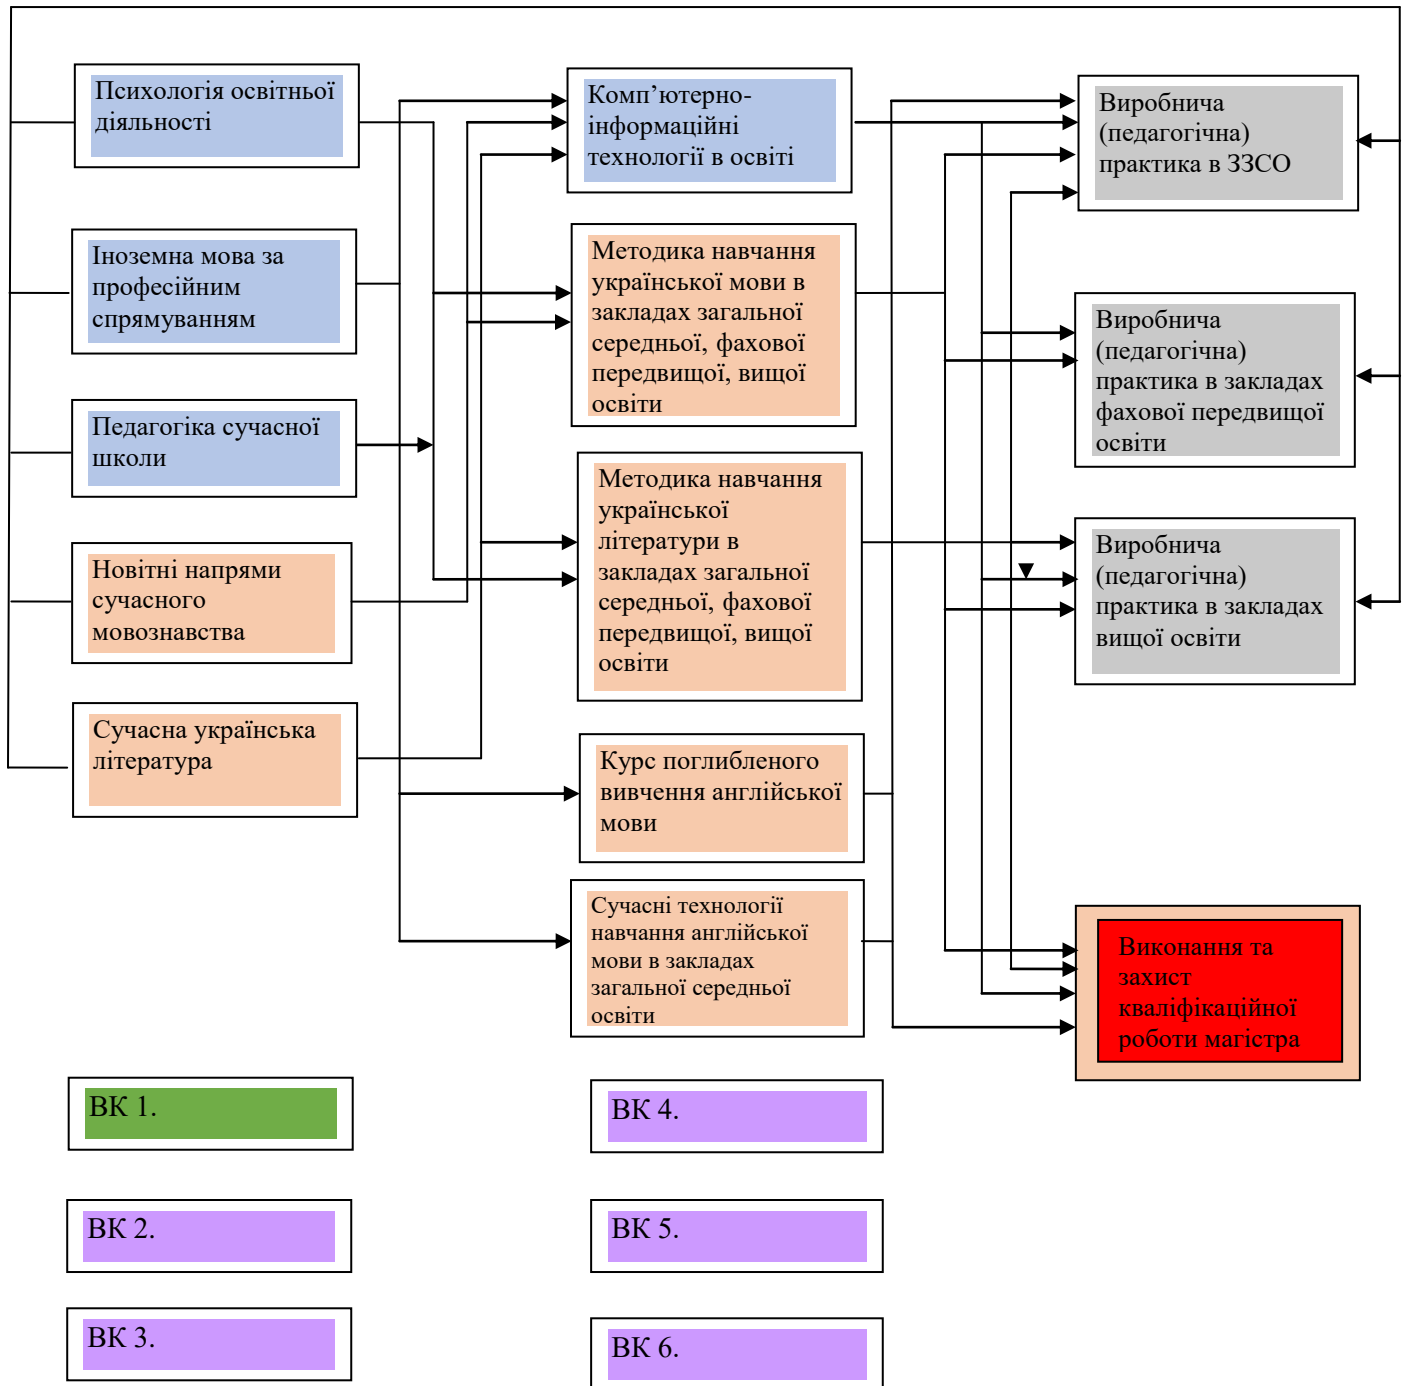 Психологія освітньої
діяльності
Іноземна мова за
професійним
спрямуванням
Педагогіка сучасної
школи
Новітні напрями
сучасного
мовознавства
Сучасна українська
література
Комп’ютерно-
інформаційні
технології в освіті
Методика навчання
української мови в
закладах загальної
середньої, фахової
передвищої, вищої
освіти
Методика навчання
української
літератури в
закладах загальної
середньої, фахової
передвищої, вищої
освіти
Курс поглибленого
вивчення англійської
мови
Сучасні технології
навчання англійської
мови в закладах
загальної середньої
освіти
Виробнича
(педагогічна)
практика в ЗЗСО
Виробнича
(педагогічна)
практика в закладах
фахової передвищої
освіти
Виробнича
(педагогічна)
практика в закладах
вищої освіти
Виконання та
захист
кваліфікаційної
роботи магістра
ВК 1.
ВК 2.
ВК 3.
ВК 4.
ВК 5.
ВК 6.